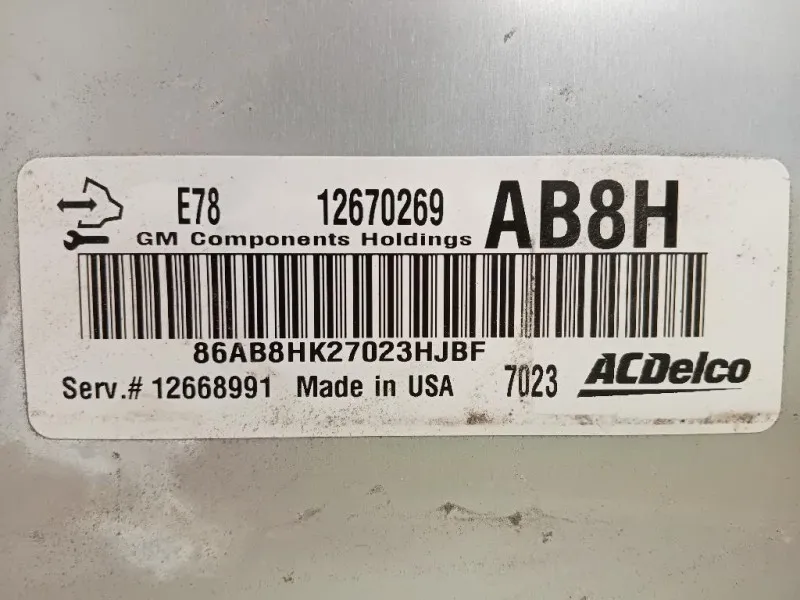 E78 12670269 AB8H
GM Components Holdings
86AB8HK27023HJBF
Serv.# 12668991 Made in USA 7023 ACDelco